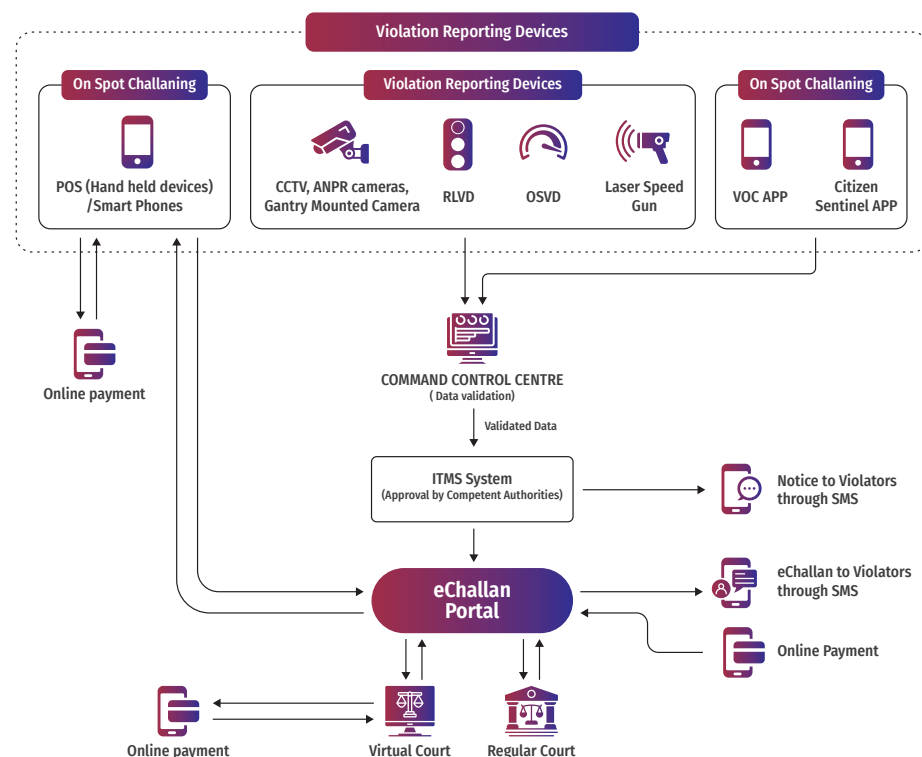 Violation Reporting Devices
On Spot Challaning
POS (Hand held devices)
/Smart Phones
Violation Reporting Devices
CCTV, ANPR cameras,
Gantry Mounted Camera
RLVD
OSVD
Laser Speed
Gun
On Spot Challaning
VOC APP
Citizen
Sentinel APP
Online payment
COMMAND CONTROL CENTRE
( Data validation)
Validated Data
ITMS System
(Approval by Competent Authorities)
Notice to Violators
through SMS
eChallan
Portal
eChallan to Violators
through SMS
Online Payment
Online payment
Virtual Court
Regular Court